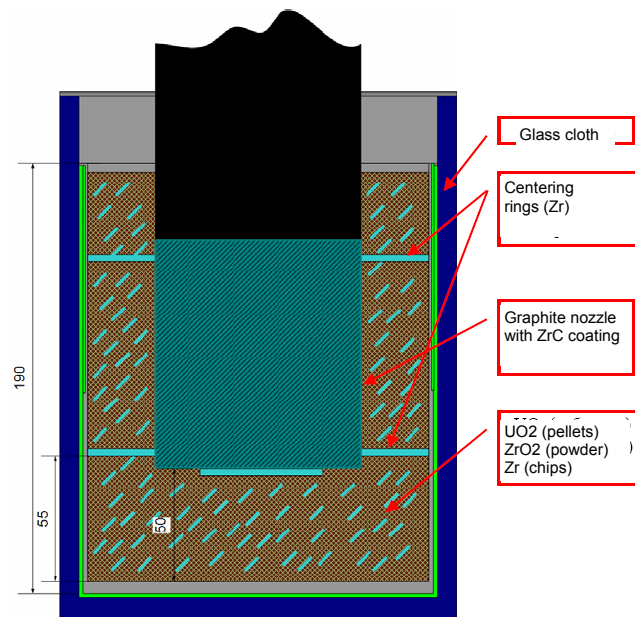 Glass cloth
Centering
rings (Zr)
Graphite nozzle
with ZrC coating
UO2 (pellets)
ZrO2 (powder)
Zr (chips)
190
55
50